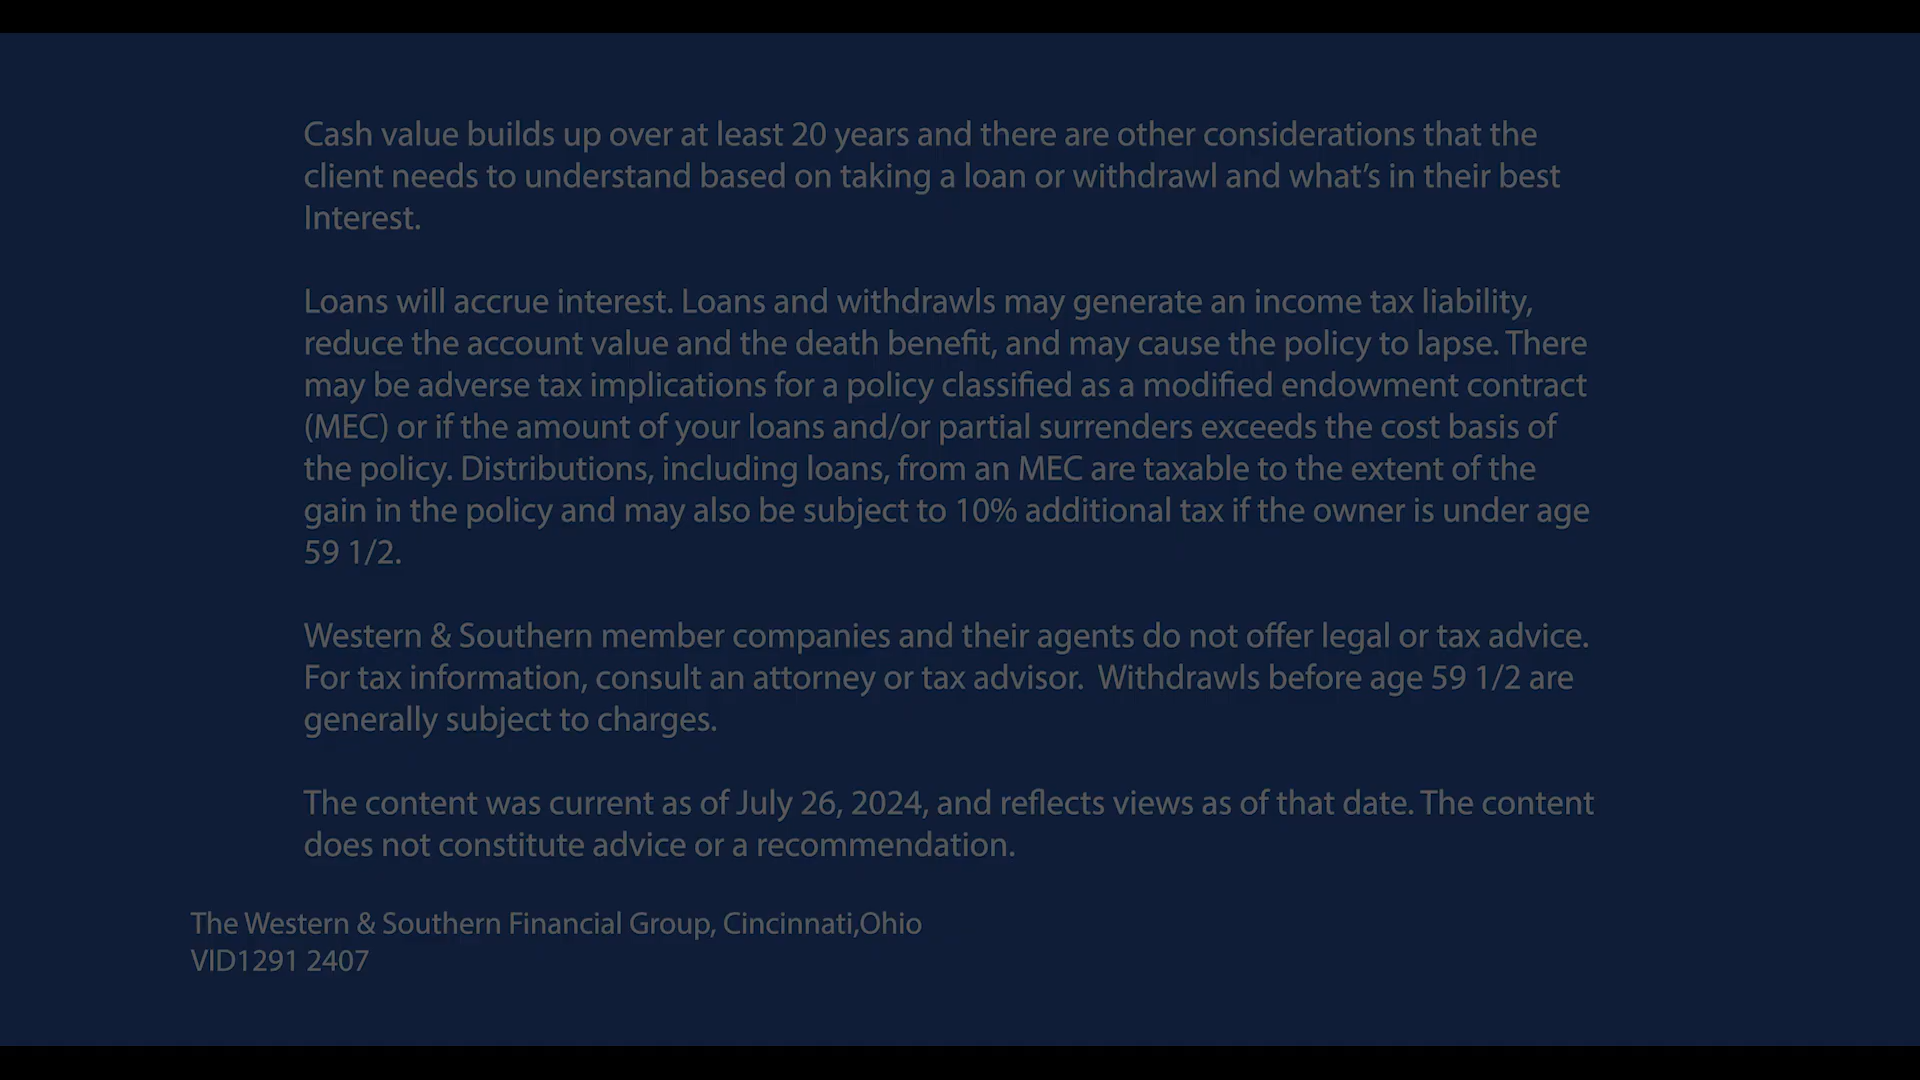 Cash value builds up over at least 20 years and there are other considerations that the
client needs to understand based on taking a loan or withdrawl and what's in their best
Interest.
Loans will accrue interest. Loans and withdrawls may generate an income tax liability,
reduce the account value and the death benefit, and may cause the policy to lapse. There
may be adverse tax implications for a policy classified as a modified endowment contract
(MEC) or if the amount of your loans and/or partial surrenders exceeds the cost basis of
the policy. Distributions, including loans, from an MEC are taxable to the extent of the
gain in the policy and may also be subject to 10% additional tax if the owner is under age
59 1/2.
Western & Southern member companies and their agents do not offer legal or tax advice.
For tax information, consult an attorney or tax advisor.  Withdrawls before age 59 1/2 are
generally subject to charges.
The content was current as of July 26, 2024, and reflects views as of that date. The content
does not constitute advice or a recommendation.
The Western & Southern Financial Group, Cincinnati,Ohio
VID1291 2407